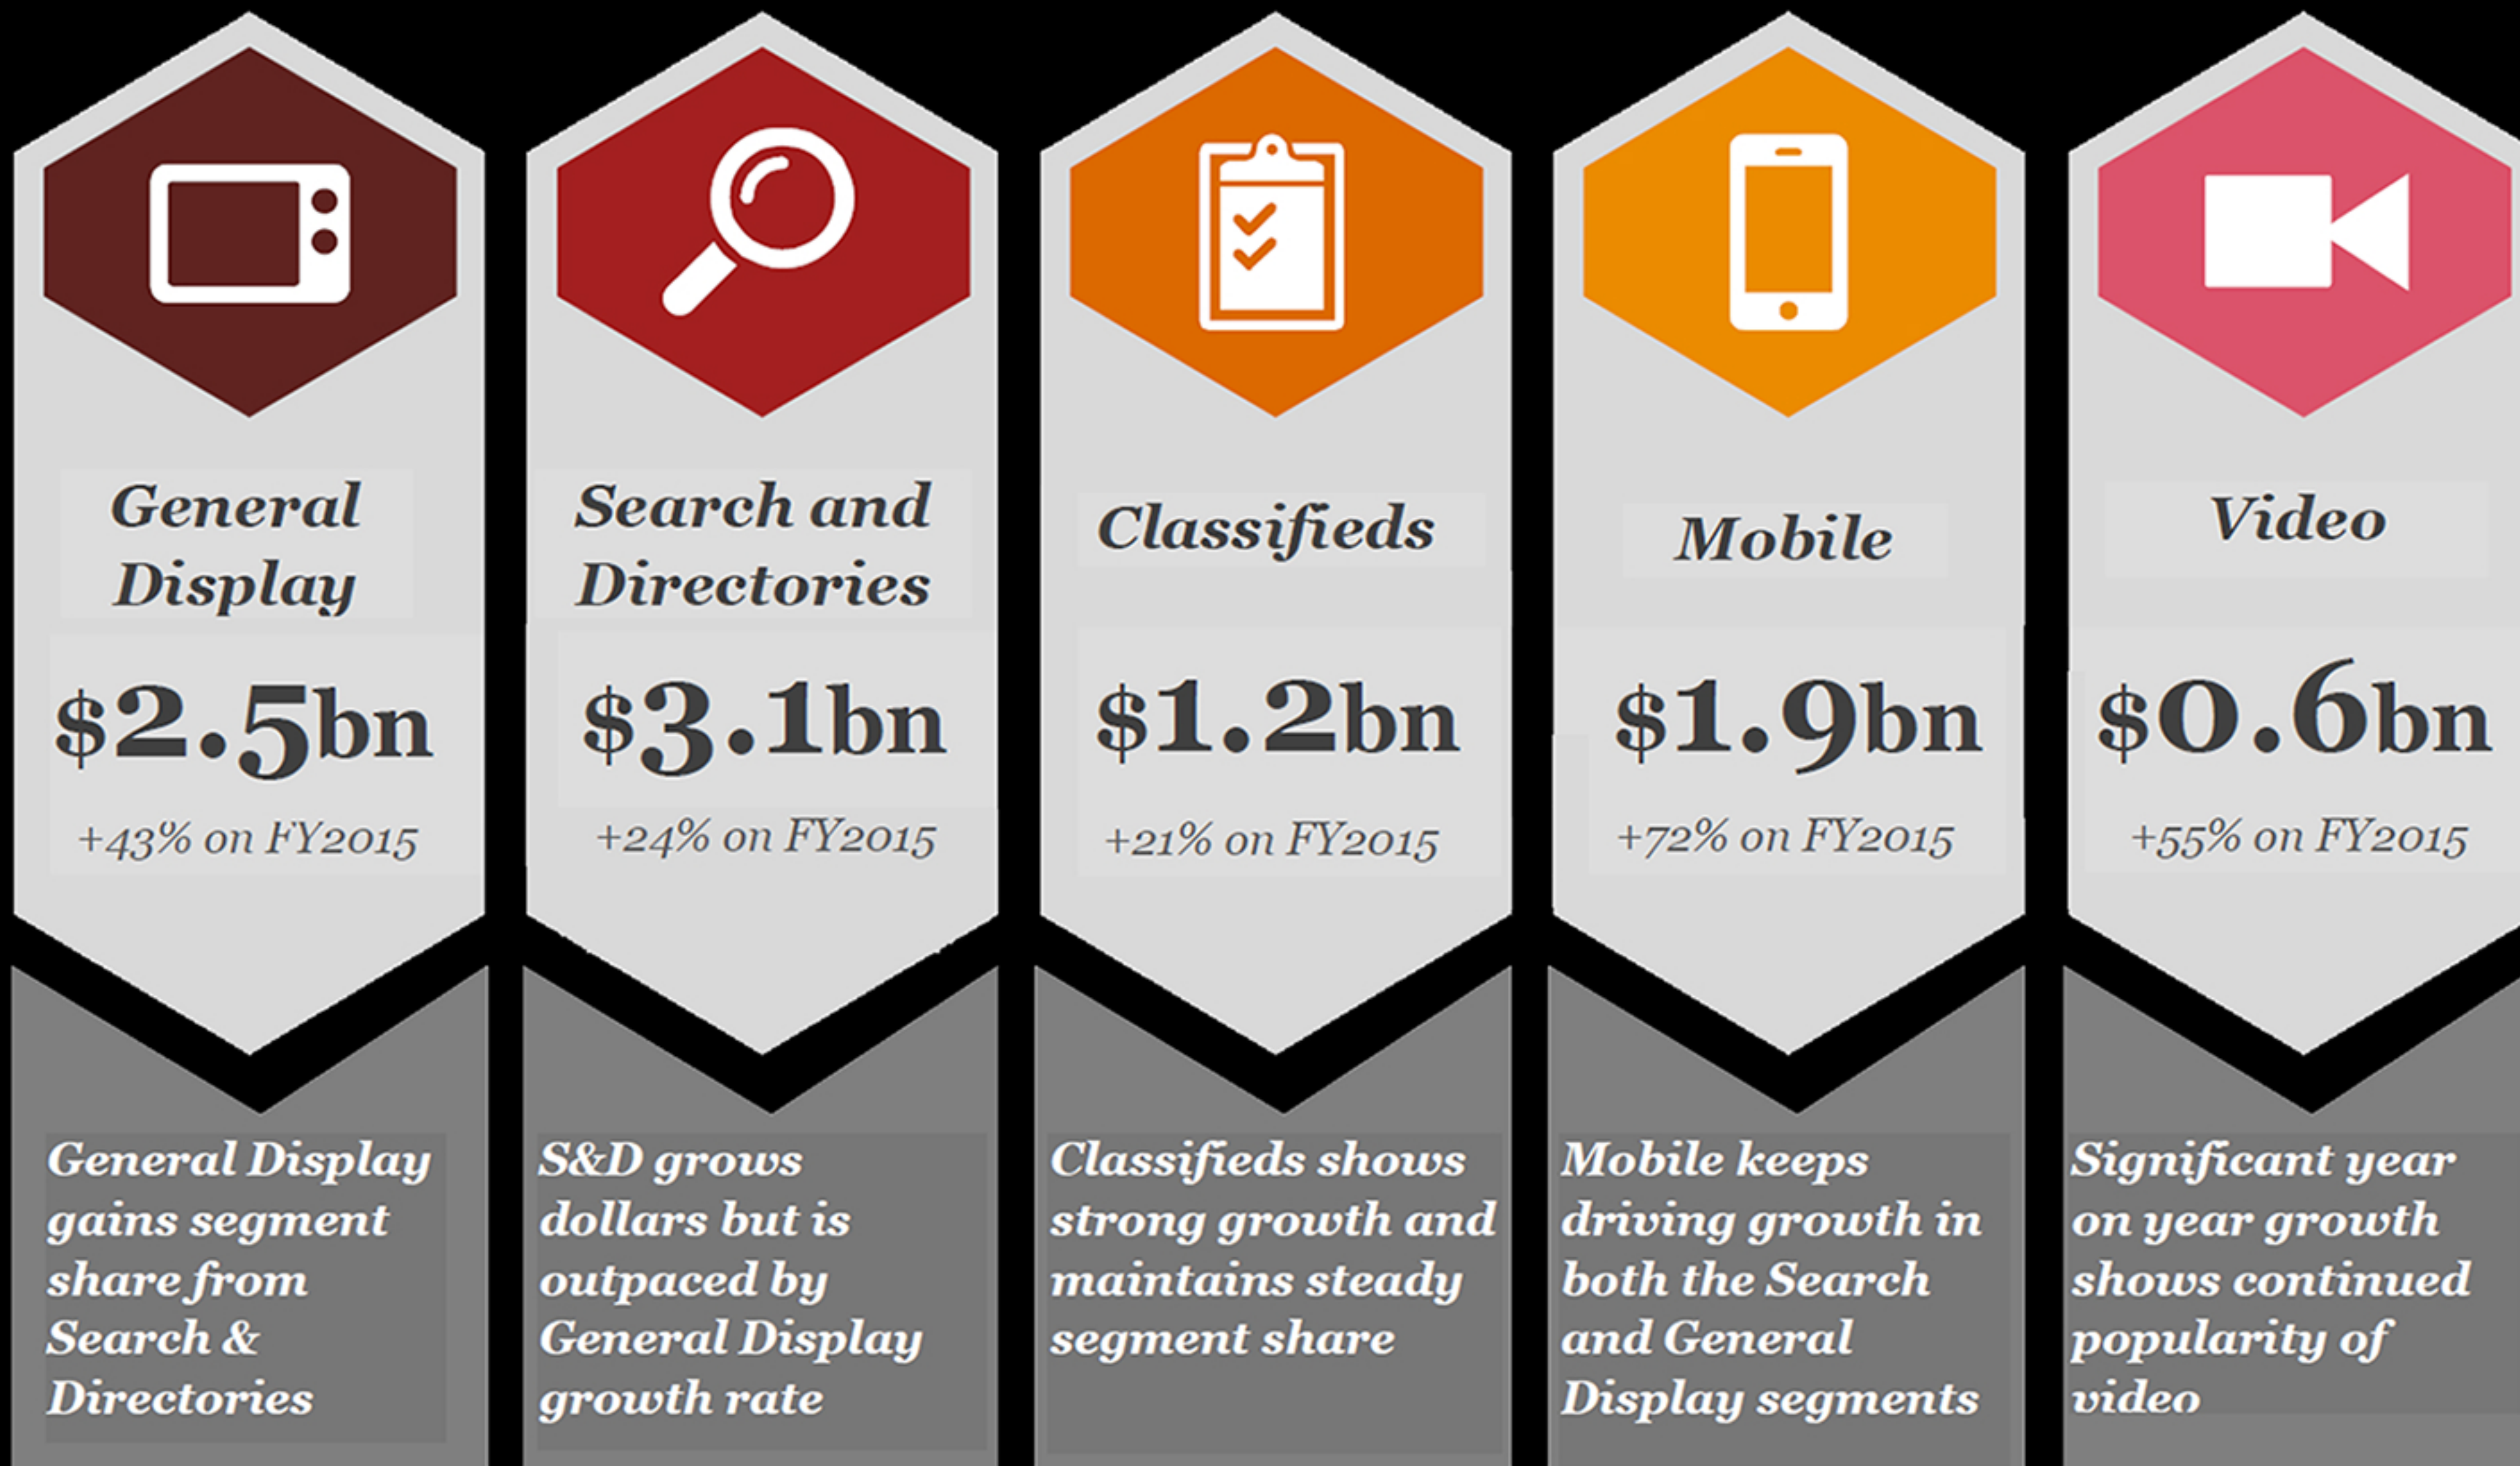 General
Display
$2.5bn
+43% on FY2015
General Display
gains segment
share from
Search &
Directories
Search and
Directories
$3.1bn
+24% on FY2015
S&D grows
dollars but is
outpaced by
General Display
growth rate
Classifieds
$1.2bn
+21% on FY2015
Classifieds shows
strong growth and
maintains steady
segment share
Mobile
$1.9bn
+72% on FY2015
Mobile keeps
driving growth in
both the Search
and General
Display segments
Video
$0.6bn
+55% on FY2015
Significant year
on year growth
shows continued
popularity of
video